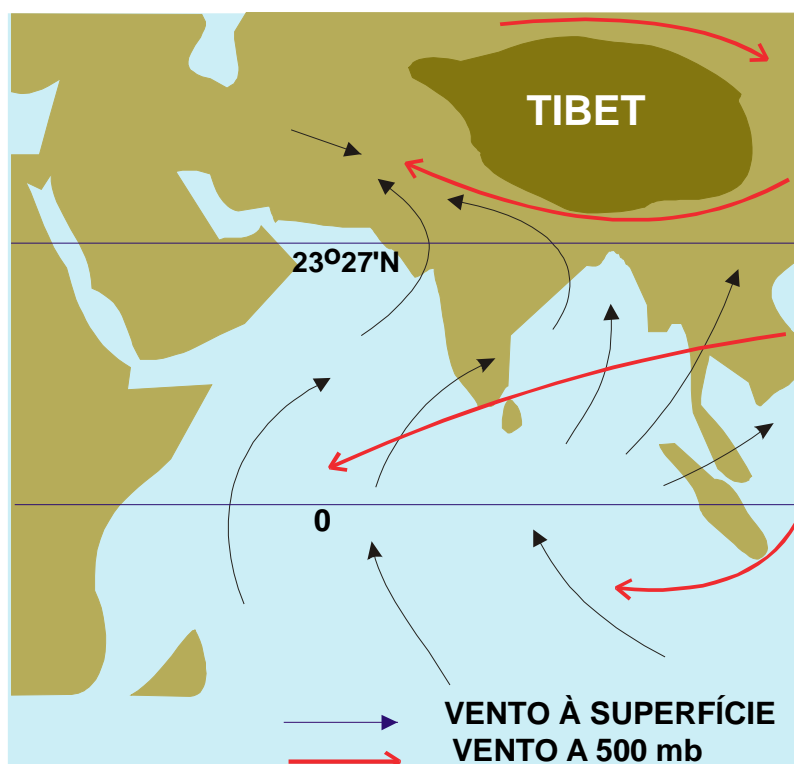 TIBET
23º27'N
0
VENTO À SUPERFÍCIE
VENTO A 500 mb